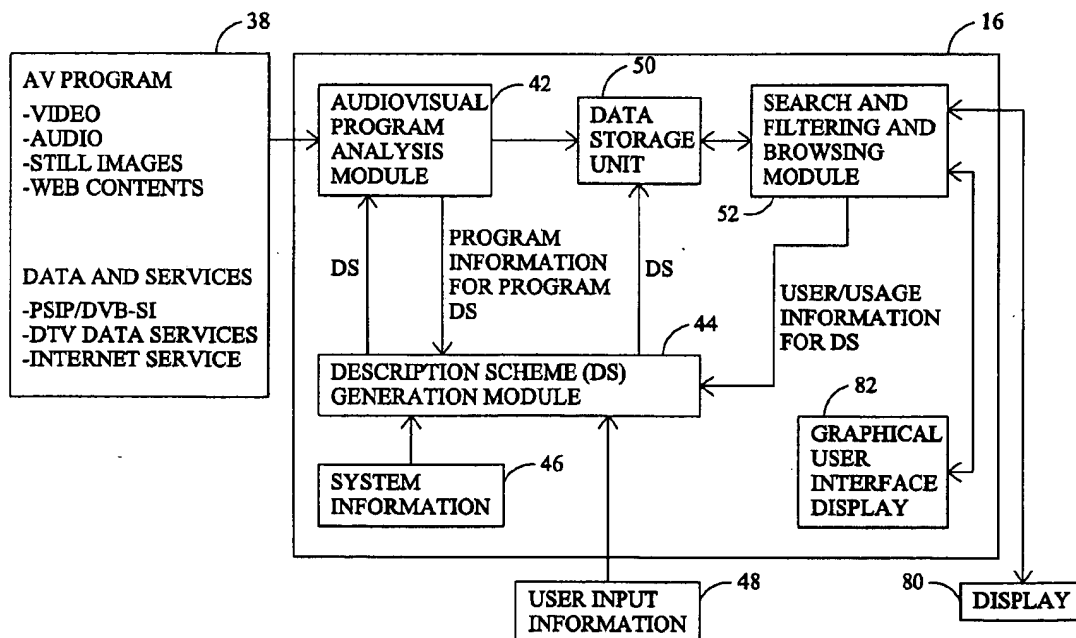 38
16
AV PROGRAM
-VIDEO
-AUDIO
-STILL IMAGES
-WEB CONTENTS
DATA AND SERVICES
-PSIP/DVB-SI
-DTV DATA SERVICES
-INTERNET SERVICE
42
AUDIOVISUAL
PROGRAM
ANALYSIS
MODULE
50
DATA
STORAGE
UNIT
SEARCH AND
FILTERING AND
BROWSING
MODULE
52
DS
PROGRAM
INFORMATION
FOR PROGRAM
DS
DS
USER/USAGE
INFORMATION
FOR DS
44
DESCRIPTION SCHEME (DS)
GENERATION MODULE
82
GRAPHICAL
USER
INTERFACE
DISPLAY
46
SYSTEM
INFORMATION
48
USER INPUT
INFORMATION
80
DISPLAY